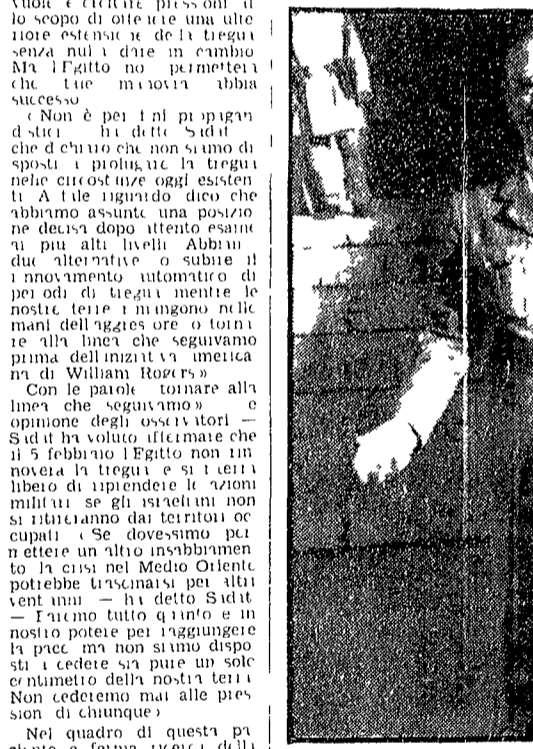 lo scopo di ottenere una ulte
riore estensione della tregua
senza nulla dare in cambio
Ma l Egitto no permetterà
che tale manovra abbia
successo
« Non è per fini propagan
distici ha detto Sadat
che dichiaro che non siamo di
sposti a prolungare la tregua
nelle circostanze oggi esisten
ti A tale riguardo dico che
abbiamo assunto una posizio
ne decisa dopo attento esame
ai più alti livelli Abbiamo
due alternative o subire il
rinnovamento automatico di
periodi di tregua mentre le
nostre terre rimangono nelle
mani dell aggressore o torna
re alla linea che seguivamo
prima dell iniziativa america
na di William Rogers »
Con le parole tornare alla
linea che seguivamo » e
opinione degli osservatori —
Sadat ha voluto affermare che
il 5 febbraio l Egitto non rin
noverà la tregua e si terrà
libero di riprendere le azioni
militari se gli israeliani non
si ritireranno dai territori oc
cupati « Se dovessimo per
mettere un altro insabbiamen
to la crisi nel Medio Oriente
potrebbe trascinarsi per altri
vent anni — ha detto Sadat
— Faremo tutto quanto e in
nostro potere per raggiungere
la pace ma non siamo dispo
sti a cedere sia pure un solo
centimetro della nostra terra
Non cederemo mai alle pres
sion di chiunque »
Nel quadro di questa pa